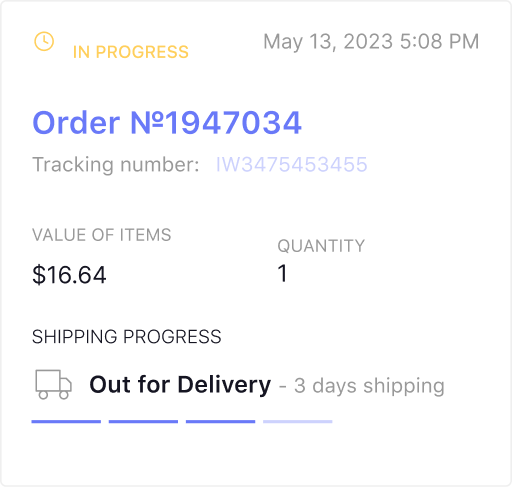 IN PROGRESS
May 13, 2023 5:08 PM
Order №1947034
Tracking number: IW3475453455
VALUE OF ITEMS
QUANTITY
$16.64
1
SHIPPING PROGRESS
Out for Delivery - 3 days shipping